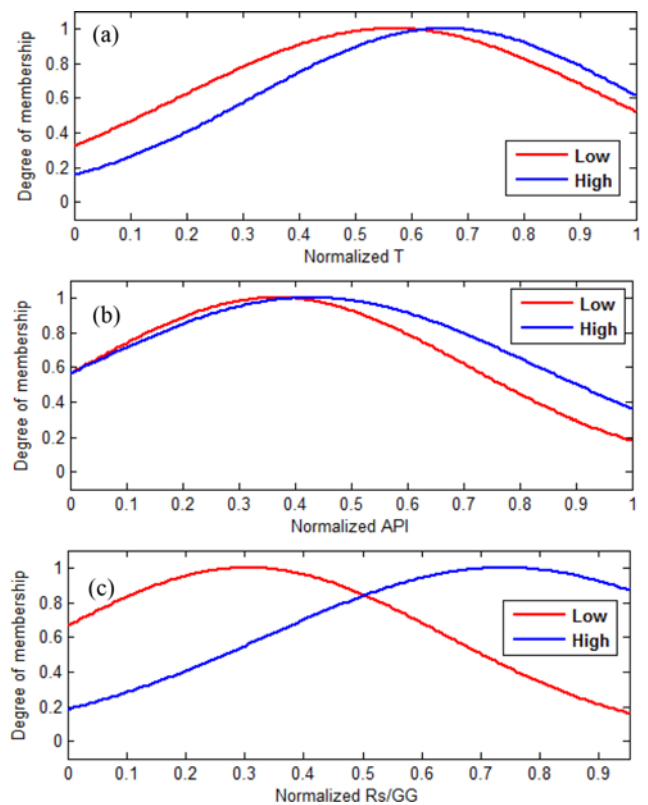 (a)
Degree of membership
1
0.8
0.6
0.4
0.2
0
Low
High
0 0.1 0.2 0.3 0.4 0.5 0.6 0.7 0.8 0.9 1
Normalized T
(b)
Degree of membership
1
0.8
0.6
0.4
0.2
0
Low
High
0 0.1 0.2 0.3 0.4 0.5 0.6 0.7 0.8 0.9 1
Normalized API
(c)
Degree of membership
1
0.8
0.6
0.4
0.2
0
Low
High
0 0.1 0.2 0.3 0.4 0.5 0.6 0.7 0.8 0.9
Normalized Rs/GG